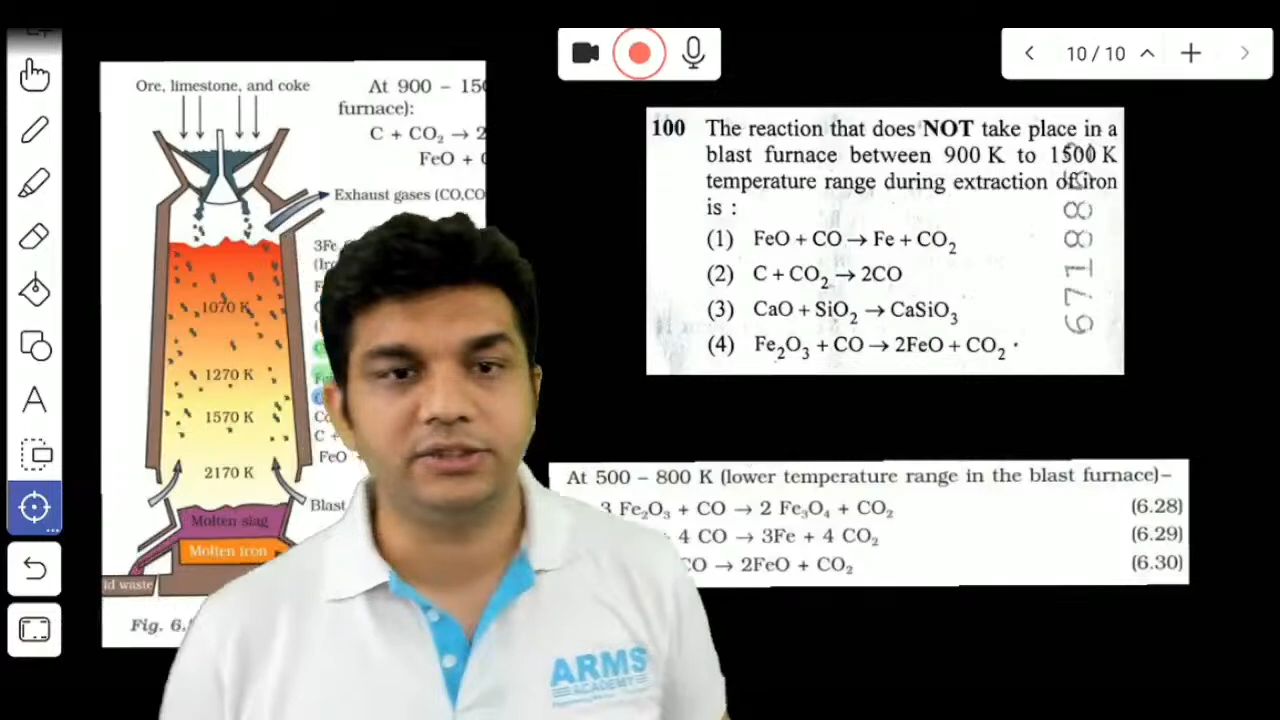 10 / 10
Ore, limestone, and coke
At 900 – 150
furnace):
C + CO₂ → 2
FeO + C
Exhaust gases (CO,CO
3Fe
1070 K
1270 K
1570 K
C +
FeO
2170 K
Blast
Molten slag
Molten iron
id waste
Fig. 6.
100 The reaction that does NOT take place in a
blast furnace between 900 K to 1500 K
temperature range during extraction of iron
is :
(1) FeO + CO → Fe + CO₂
(2) C + CO₂ → 2CO
(3) CaO + SiO₂ → CaSiO₃
(4) Fe₂O₃ + CO → 2FeO + CO₂
At 500 – 800 K (lower temperature range in the blast furnace)–
3 Fe₂O₃ + CO → 2 Fe₃O₄ + CO₂ (6.28)
+ 4 CO → 3Fe + 4 CO₂ (6.29)
CO → 2FeO + CO₂ (6.30)
ARMS
ACADEMY